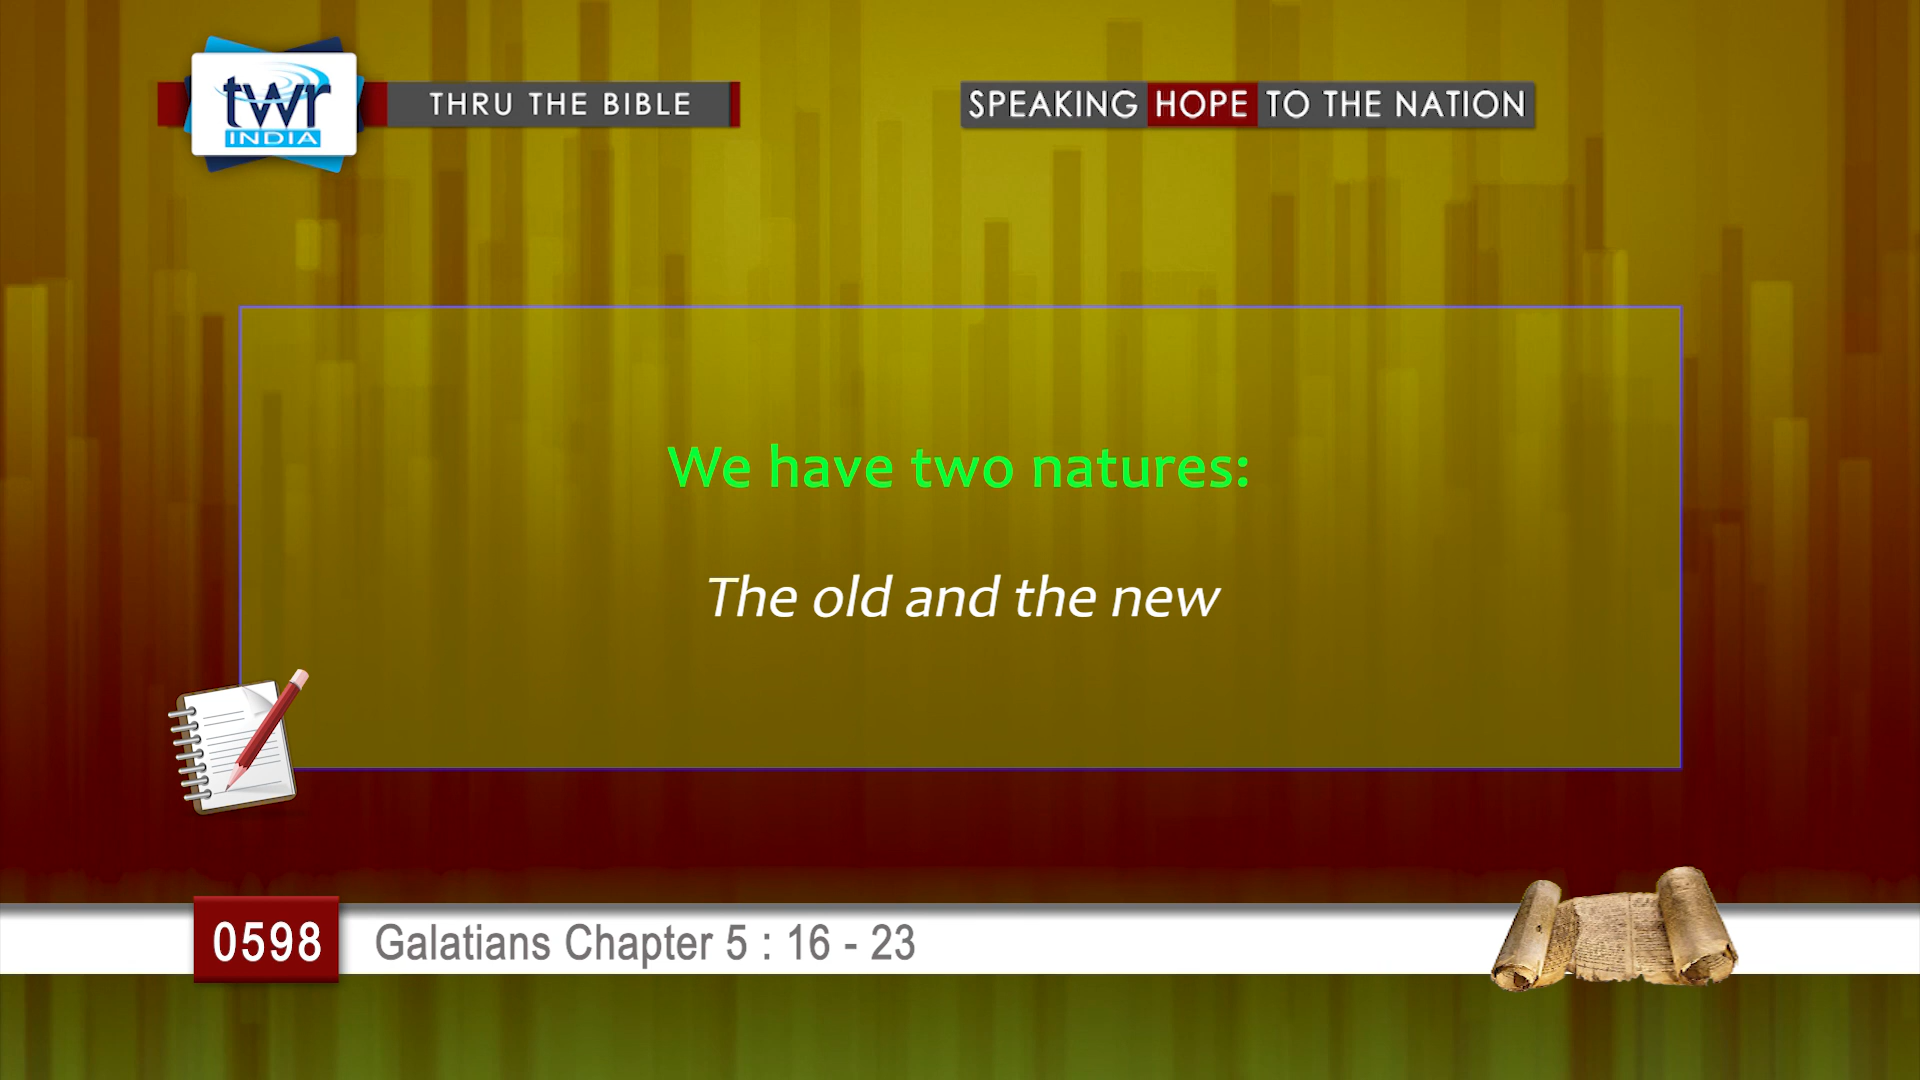 twr
INDIA
THRU THE BIBLE
SPEAKING HOPE TO THE NATION
We have two natures:
The old and the new
0598
Galatians Chapter 5 : 16 - 23